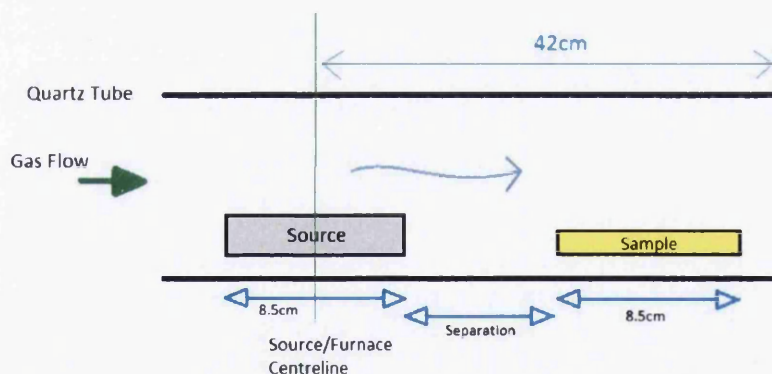 42cm
Quartz Tube
Gas Flow
Source
Sample
8.5cm
Separation
8.5cm
Source/Furnace
Centreline